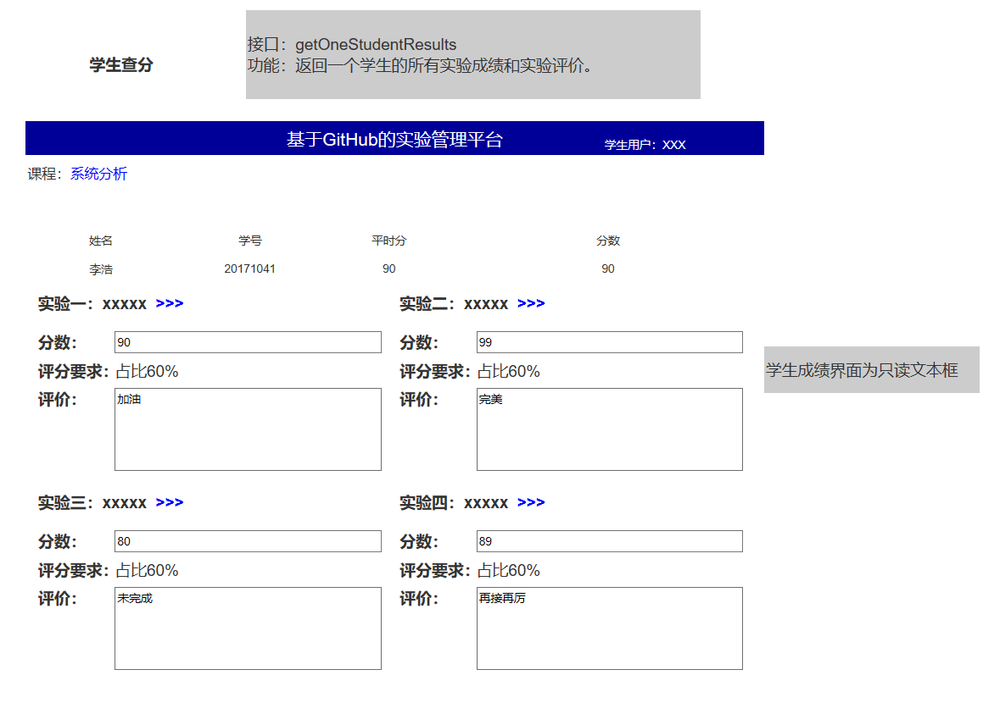 接口：getOneStudentResults
学生查分
功能：返回一个学生的所有实验成绩和实验评价。
基于GitHub的实验管理平台 学生用户：XXX
课程：系统分析
姓名 学号 平时分 分数
李浩 20171041 90 90
实验一：xxxxx >>> 实验二：xxxxx >>>
分数： 90 分数： 99
评分要求：占比60% 评分要求：占比60%
学生成绩界面为只读文本框
评价： 加油 评价： 完美
实验三：xxxxx >>> 实验四：xxxxx >>>
分数： 80 分数： 89
评分要求：占比60% 评分要求：占比60%
评价： 未完成 评价： 再接再厉